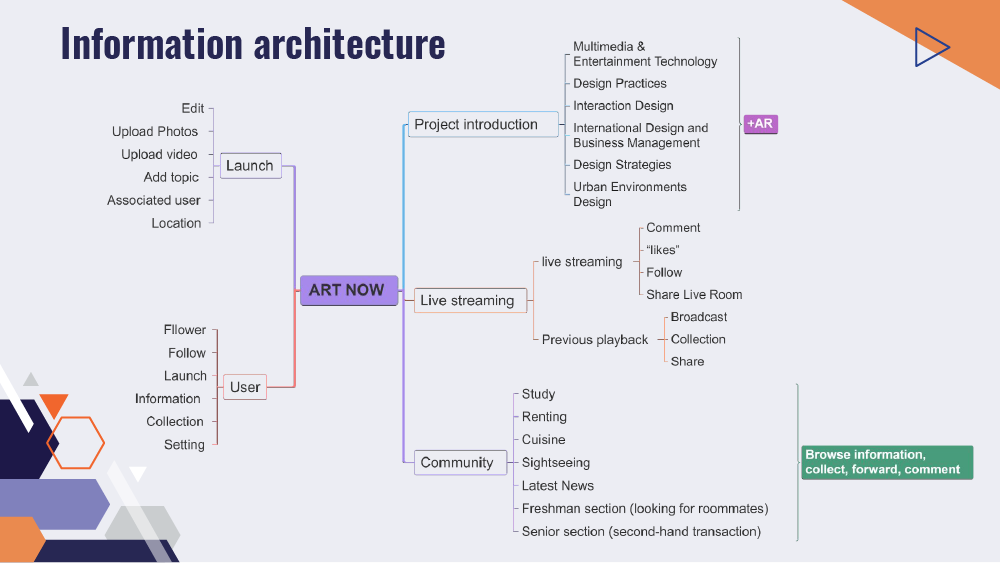 Information architecture
Edit
Upload Photos
Upload video
Add topic
Associated user
Location
Launch
Fllower
Follow
Launch
Information
Collection
Setting
User
ART NOW
Project introduction
Multimedia &
Entertainment Technology
Design Practices
Interaction Design
International Design and
Business Management
Design Strategies
Urban Environments
Design
+AR
Live streaming
live streaming
Comment
“likes”
Follow
Share Live Room
Previous playback
Broadcast
Collection
Share
Community
Study
Renting
Cuisine
Sightseeing
Latest News
Freshman section (looking for roommates)
Senior section (second-hand transaction)
Browse information,
collect, forward, comment